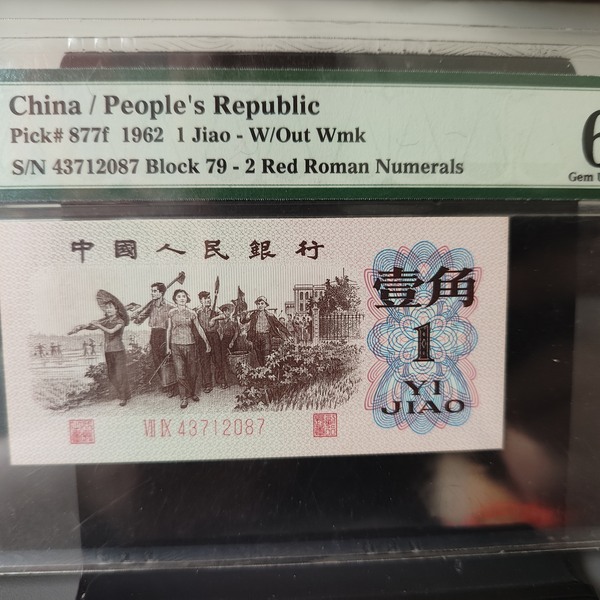 China / People's Republic
Pick# 877f 1962 1 Jiao - W/Out Wmk
S/N 43712087 Block 79 - 2 Red Roman Numerals
6
Gem U
中國人民銀行
壹角
1
YI
JIAO
VII IX 43712087